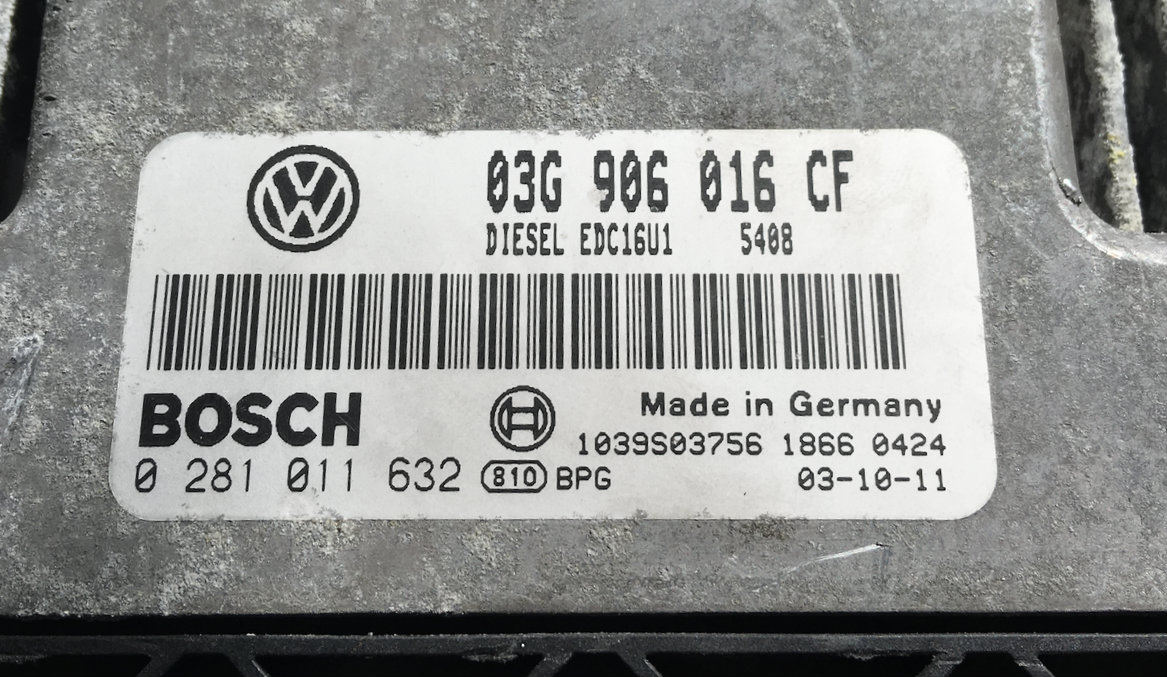 03G 906 016 CF
DIESEL EDC16U1 5408
BOSCH
Made in Germany
1039S03756 1866 0424
0 281 011 632 810 BPG
03-10-11